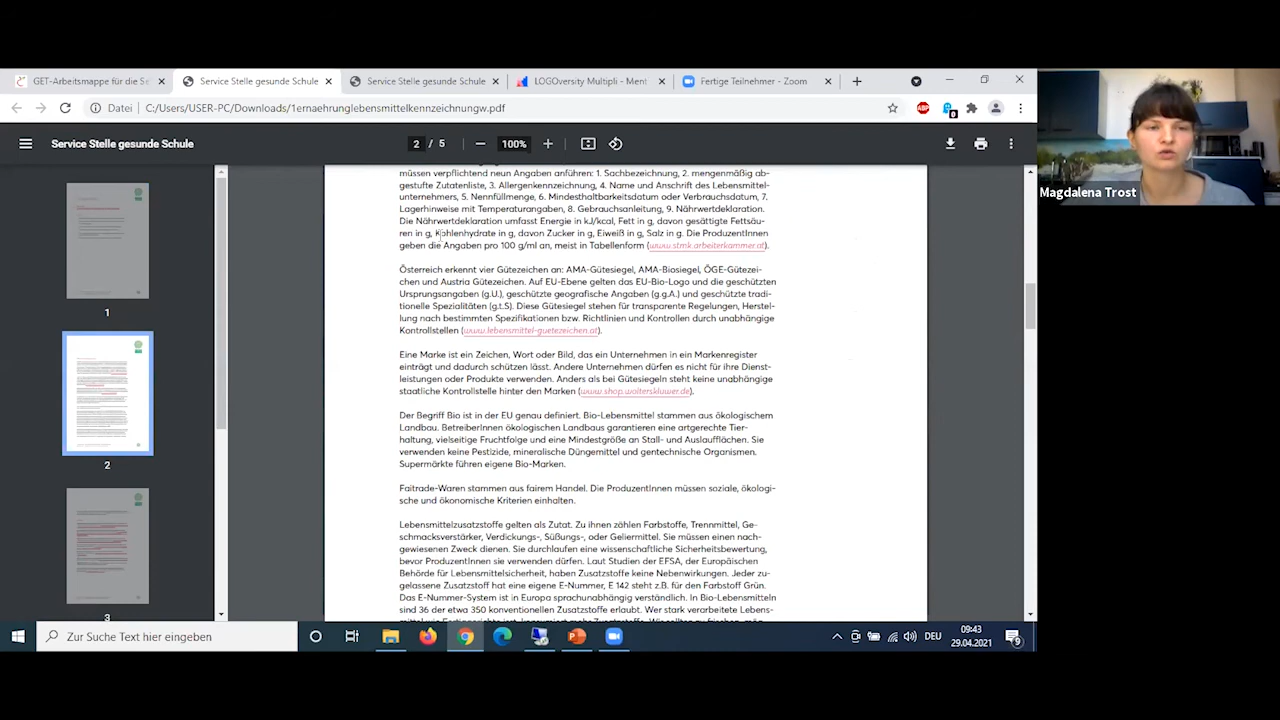 GET-Arbeitsmappe für die Se
Service Stelle gesunde Schule
Service Stelle gesunde Schule
LOGOversity Multipli - Ment
Fertige Teilnehmer - Zoom
Datei
C:/Users/USER-PC/Downloads/1ernaehrunglebensmittelkennzeichnungw.pdf
ABP
0
Service Stelle gesunde Schule
2 / 5
100%
Magdalena Trost
müssen verpflichtend neun Angaben anführen: 1. Sachbezeichnung, 2. mengenmäßig ab-
gestufte Zutatenliste, 3. Allergenkennzeichnung, 4. Name und Anschrift des Lebensmittel-
unternehmers, 5. Nennfüllmenge, 6. Mindesthaltbarkeitsdatum oder Verbrauchsdatum, 7.
Lagerhinweise mit Temperaturangaben, 8. Gebrauchsanleitung, 9. Nährwertdeklaration.
Die Nährwertdeklaration umfasst Energie in kJ/kcal, Fett in g, davon gesättigte Fettsäu-
ren in g, Kohlenhydrate in g, davon Zucker in g, Eiweiß in g, Salz in g. Die ProduzentInnen
geben die Angaben pro 100 g/ml an, meist in Tabellenform (www.stmk.arbeiterkammer.at).
Österreich erkennt vier Gütezeichen an: AMA-Gütesiegel, AMA-Biosiegel, ÖGE-Gütezei-
chen und Austria Gütezeichen. Auf EU-Ebene gelten das EU-Bio-Logo und die geschützten
Ursprungsangaben (g.U.), geschützte geografische Angaben (g.g.A.) und geschützte tradi-
tionelle Spezialitäten (g.t.S). Diese Gütesiegel stehen für transparente Regelungen, Herstel-
lung nach bestimmten Spezifikationen bzw. Richtlinien und Kontrollen durch unabhängige
Kontrollstellen (www.lebensmittel-guetezeichen.at).
Eine Marke ist ein Zeichen, Wort oder Bild, das ein Unternehmen in ein Markenregister
einträgt und dadurch schützen lässt. Andere Unternehmen dürfen es nicht für ihre Dienst-
leistungen oder Produkte verwenden. Anders als bei Gütesiegeln steht keine unabhängige
staatliche Kontrollstelle hinter den Marken (www.shop.wolterskluwer.de).
Der Begriff Bio ist in der EU genau definiert. Bio-Lebensmittel stammen aus ökologischem
Landbau. BetreiberInnen ökologischen Landbaus garantieren eine artgerechte Tier-
haltung, vielseitige Fruchtfolge und eine Mindestgröße an Stall- und Auslaufflächen. Sie
verwenden keine Pestizide, mineralische Düngemittel und gentechnische Organismen.
Supermärkte führen eigene Bio-Marken.
Faitrade-Waren stammen aus fairem Handel. Die ProduzentInnen müssen soziale, ökologi-
sche und ökonomische Kriterien einhalten.
Lebensmittelzusatzstoffe gelten als Zutat. Zu ihnen zählen Farbstoffe, Trennmittel, Ge-
schmacksverstärker, Verdickungs-, Süßungs-, oder Geliermittel. Sie müssen einen nach-
gewiesenen Zweck dienen. Sie durchlaufen eine wissenschaftliche Sicherheitsbewertung,
bevor ProduzentInnen sie verwenden dürfen. Laut Studien der EFSA, der Europäischen
Behörde für Lebensmittelsicherheit, haben Zusatzstoffe keine Nebenwirkungen. Jeder zu-
gelassene Zusatzstoff hat eine eigene E-Nummer, E 142 steht z.B. für den Farbstoff Grün.
Das E-Nummer-System ist in Europa sprachunabhängig verständlich. In Bio-Lebensmitteln
sind 36 der etwa 350 konventionellen Zusatzstoffe erlaubt. Wer stark verarbeitete Lebens-
1
2
3
Zur Suche Text hier eingeben
DEU
09:43
29.04.2021
9